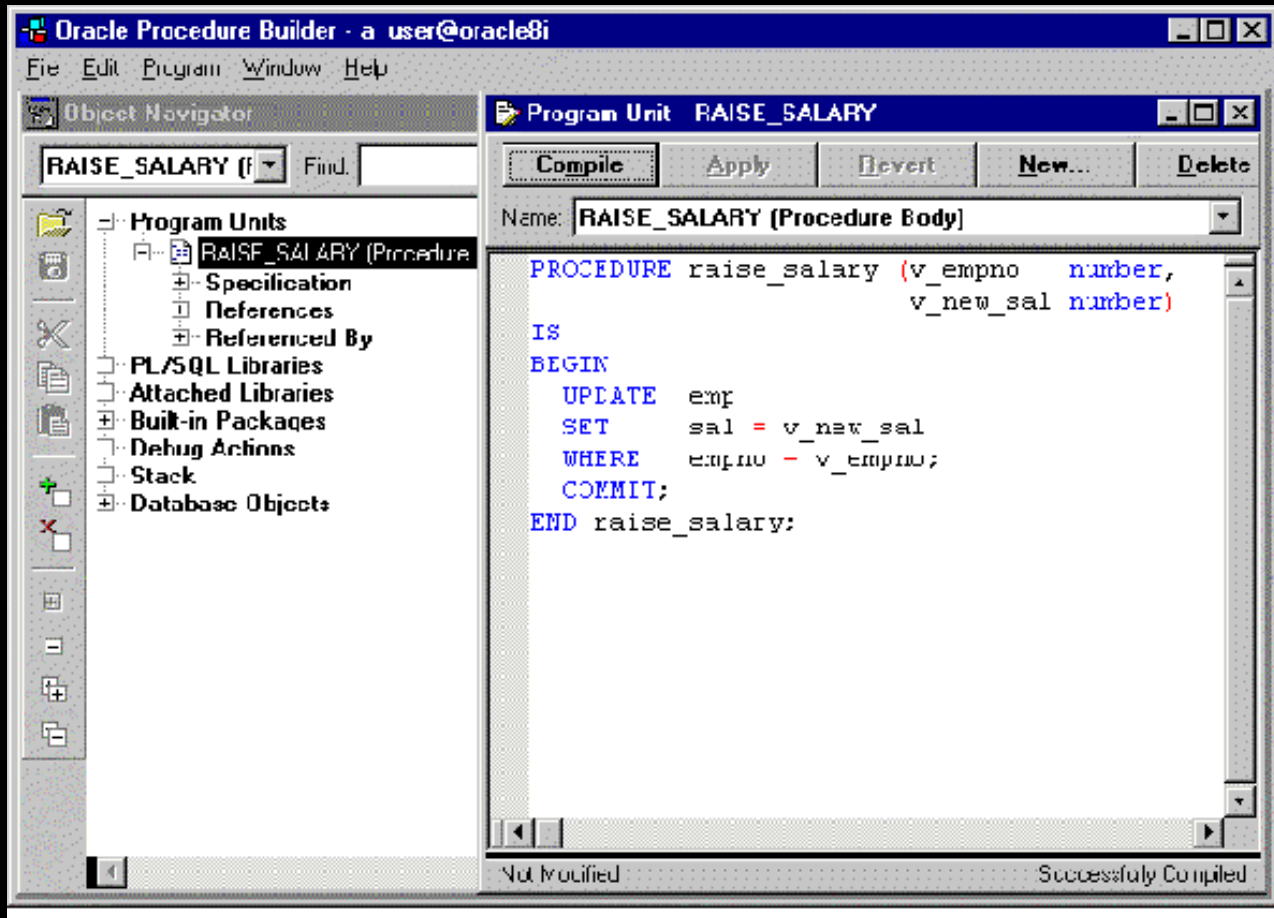 Oracle Procedure Builder - a user@oracle8i
File Edit Program Window Help
Object Navigator
RAISE_SALARY (F
Find:
Program Units
RAISE_SALARY (Procedure
Specification
References
Referenced By
PL/SQL Libraries
Attached Libraries
Built-in Packages
Debug Actions
Stack
Database Objects
Program Unit RAISE_SALARY
Compile Apply Revert New... Delete
Name: RAISE_SALARY (Procedure Body)
PROCEDURE raise_salary (v_empno number,
v_new_sal number)
IS
BEGIN
UPDATE emp
SET sal = v_new_sal
WHERE empno = v_empno;
COMMIT;
END raise_salary;
Not Modified Successfully Compiled